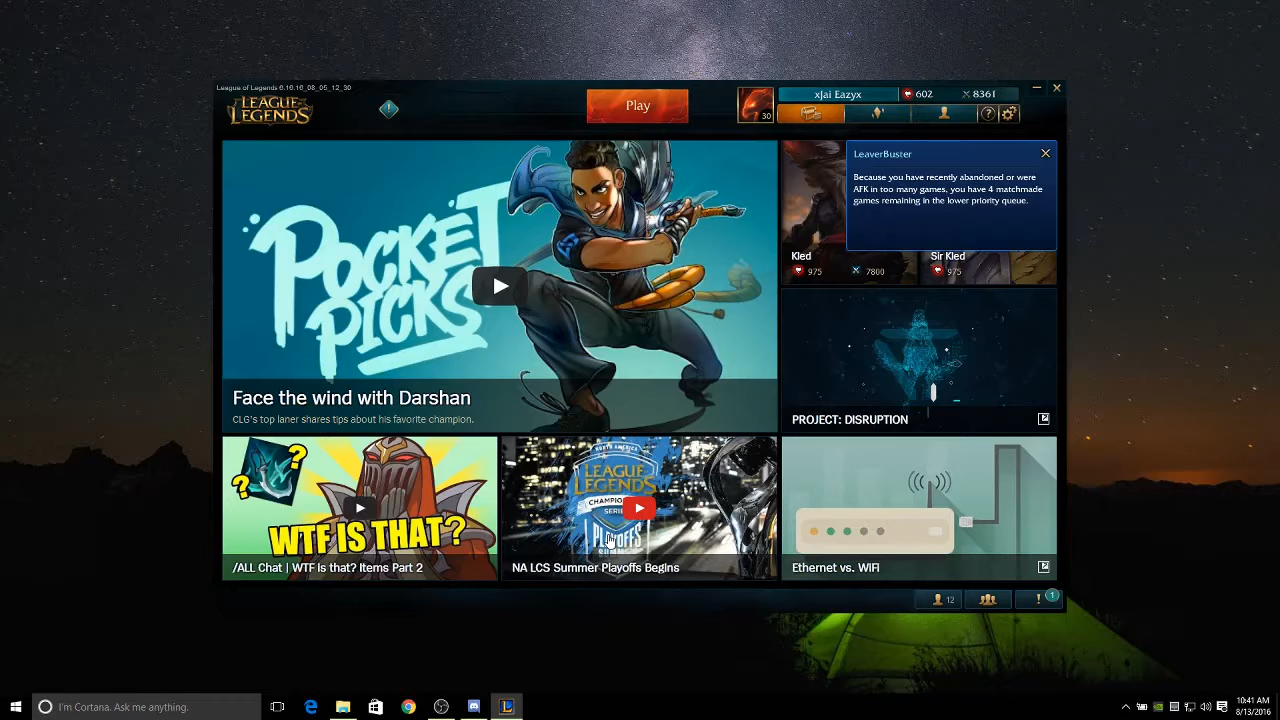 League of Legends 6.16.16_08_05_12_30
LEAGUE OF LEGENDS
Play
30
xJai Eazyx
602
8361
?
POCKET
PICKS
Face the wind with Darshan
CLG's top laner shares tips about his favorite champion.
LeaverBuster
Because you have recently abandoned or were
AFK in too many games, you have 4 matchmade
games remaining in the lower priority queue.
Kled
975
7800
Sir Kled
975
PROJECT: DISRUPTION
? ?
?
WTF IS THAT?
/ALL Chat | WTF is that? Items Part 2
NORTH AMERICA
LEAGUE
LEGENDS
SERIES
PLAYOFFS
NA LCS Summer Playoffs Begins
Ethernet vs. WIFI
12
!
1
I'm Cortana. Ask me anything.
10:41 AM
8/13/2016